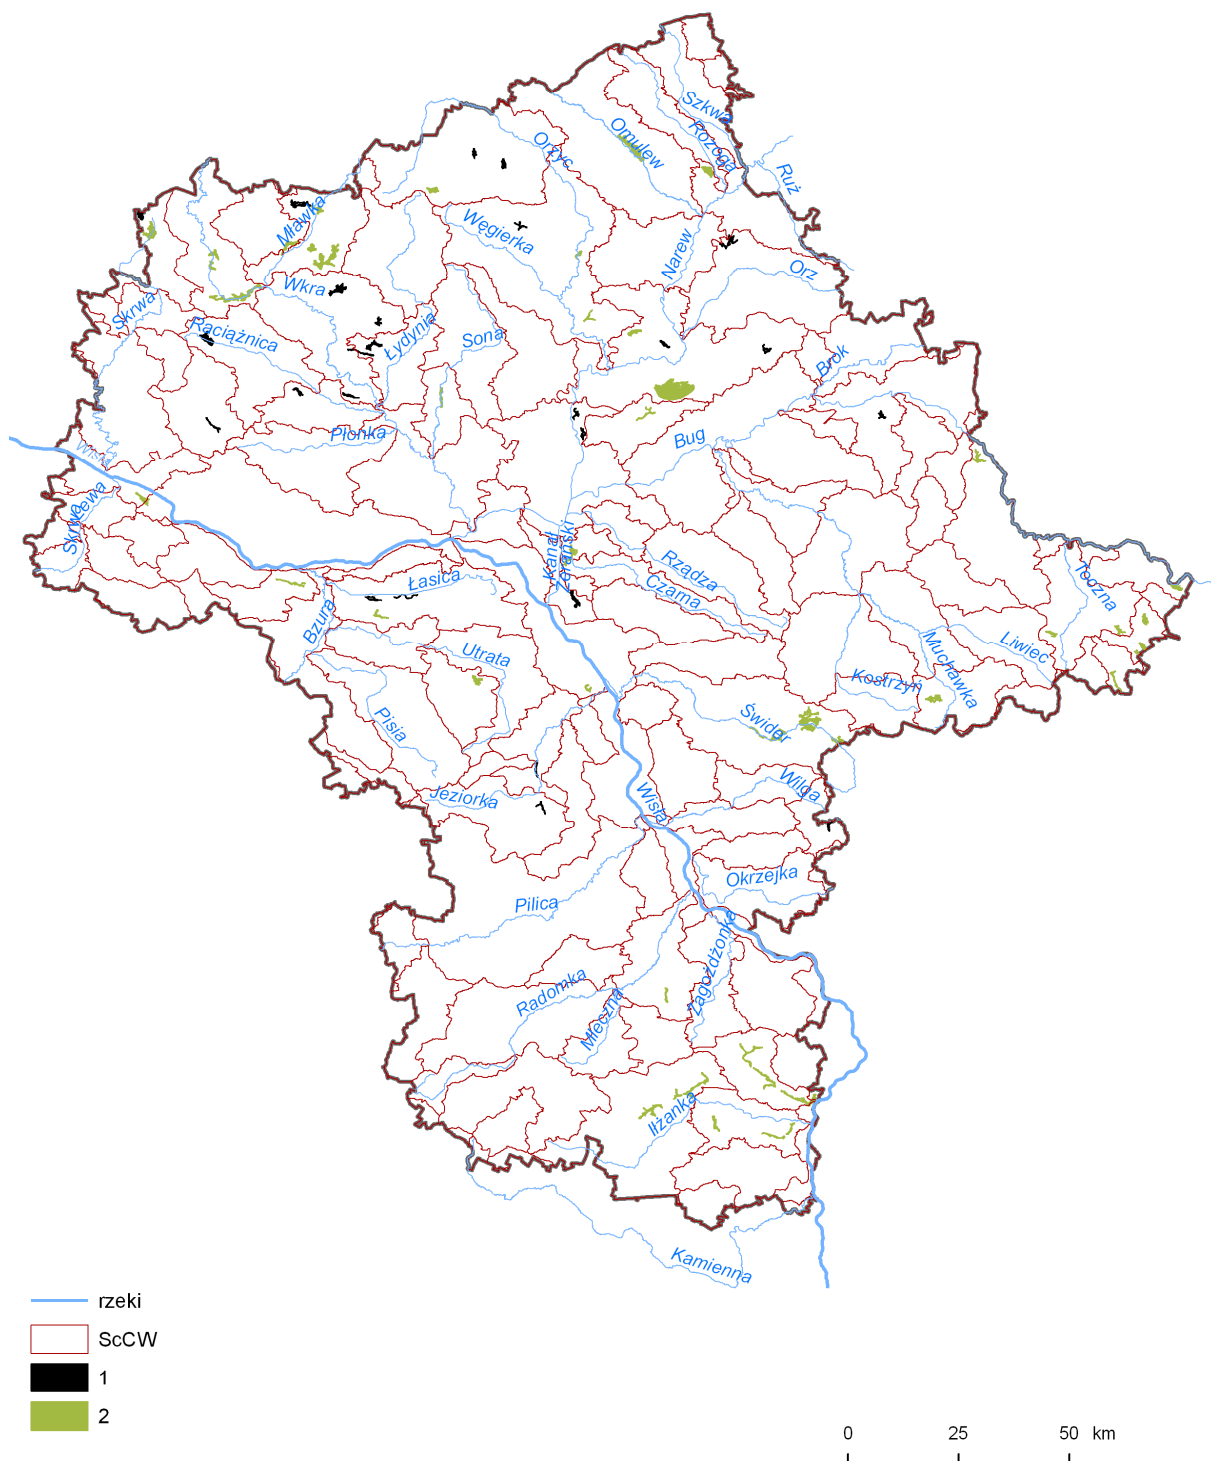 Szkwa
Rozoga
Omulew
Orzyc
Ruż
Mławka
Węgierka
Narew
Orz
Wkra
Skrwa
Raciążnica
Łydynia
Sona
Brok
Płonka
Bug
Wisła
Skrwa
Lewa
Kanał
Żerański
Rządza
Czarna
Łasica
Bzura
Toczna
Utrata
Liwiec
Muchawka
Kostrzyń
Pisia
Świder
Wilga
Wisła
Jeziorka
Okrzejka
Pilica
Zagożdżonka
Radomka
Mleczna
Iłżanka
Kamienna
rzeki
ScCW
1
2
0 25 50 km